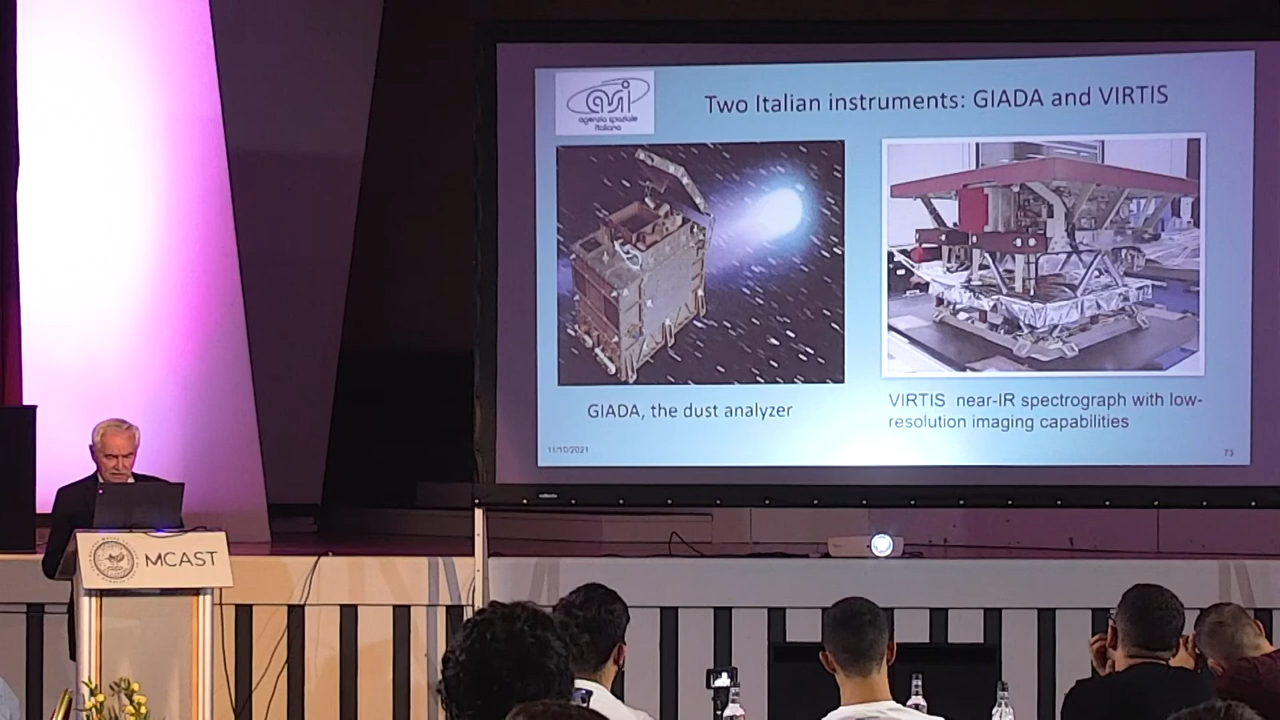 asi
agenzia spaziale
italiana
Two Italian instruments: GIADA and VIRTIS
GIADA, the dust analyzer
VIRTIS near-IR spectrograph with low-
resolution imaging capabilities
11/10/2021
73
MCAST